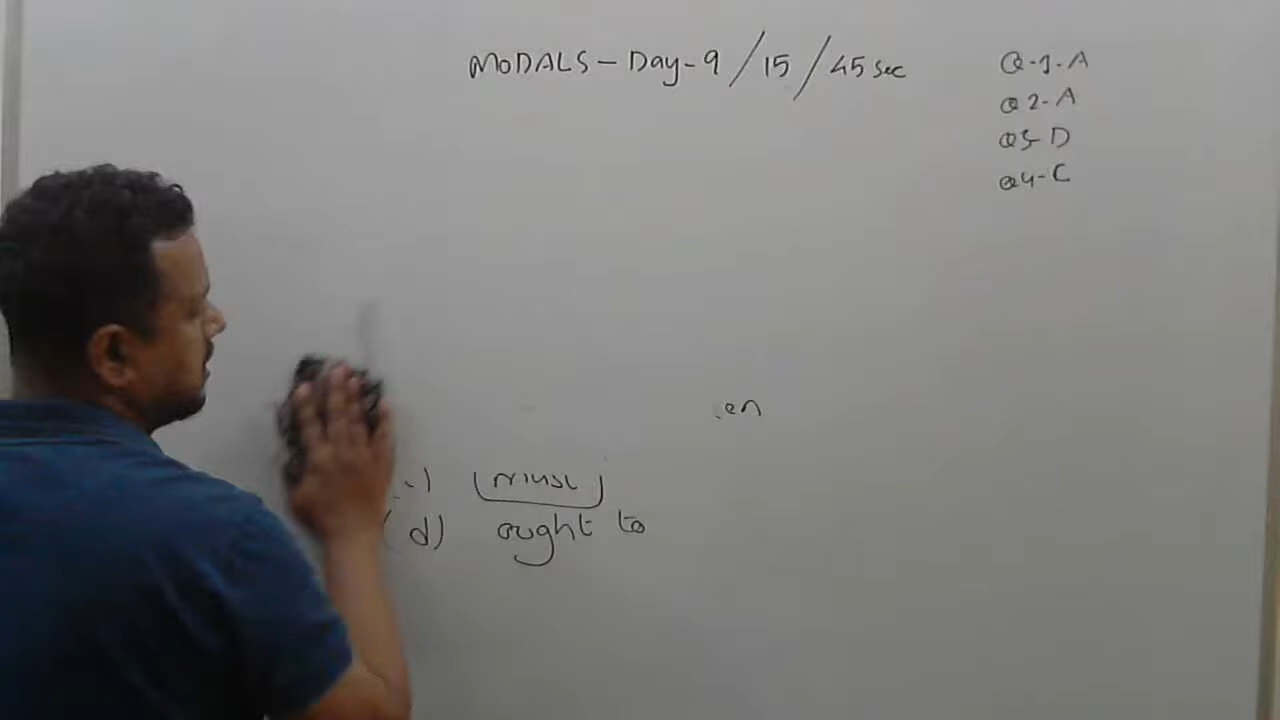 MODALS - Day - 9 / 15 / 45 sec
Q-1-A
Q2-A
Q3-D
Q4-C
en
must
(d) ought to